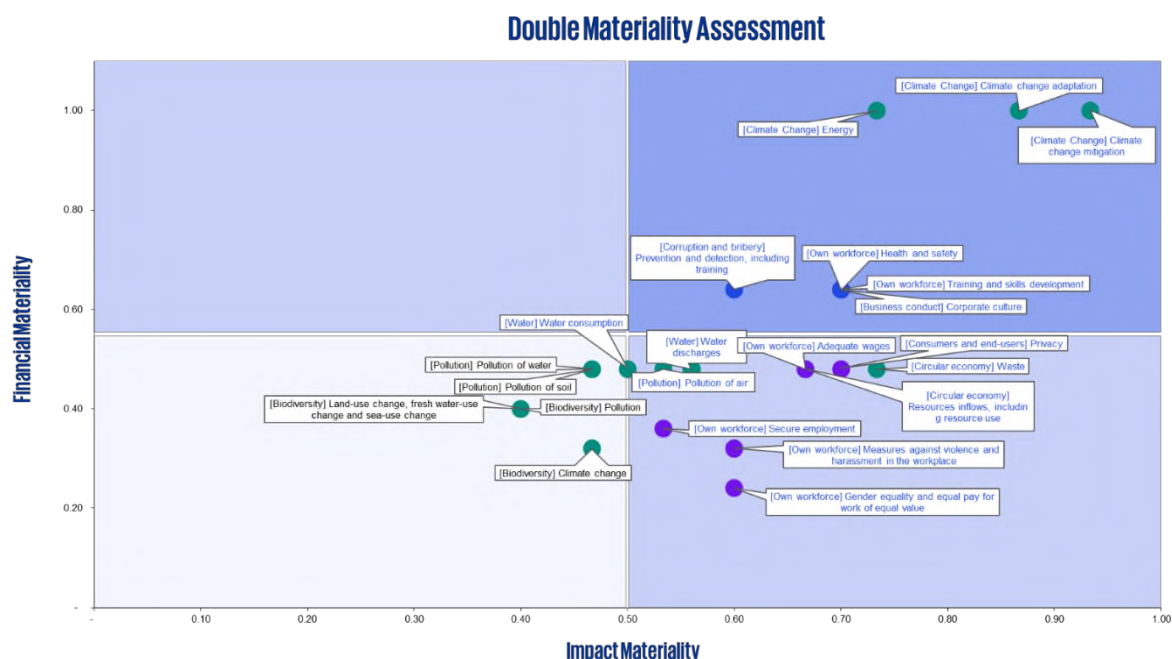 Double Materiality Assessment
Financial Materiality
1.00
0.80
0.60
0.40
0.20
-
[Climate Change] Climate change adaptation
[Climate Change] Energy
[Climate Change] Climate
change mitigation
[Corruption and bribery]
Prevention and detection, including
training
[Own workforce] Health and safety
[Own workforce] Training and skills development
[Business conduct] Corporate culture
[Water] Water consumption
[Water] Water
discharges
[Own workforce] Adequate wages
[Consumers and end-users] Privacy
[Pollution] Pollution of water
[Circular economy] Waste
[Pollution] Pollution of soil
[Pollution] Pollution of air
[Circular economy]
Resources inflows, includin
g resource use
[Biodiversity] Land-use change, fresh water-use
change and sea-use change
[Biodiversity] Pollution
[Own workforce] Secure employment
[Own workforce] Measures against violence and
harassment in the workplace
[Biodiversity] Climate change
[Own workforce] Gender equality and equal pay for
work of equal value
-
0.10
0.20
0.30
0.40
0.50
0.60
0.70
0.80
0.90
1.00
Impact Materiality